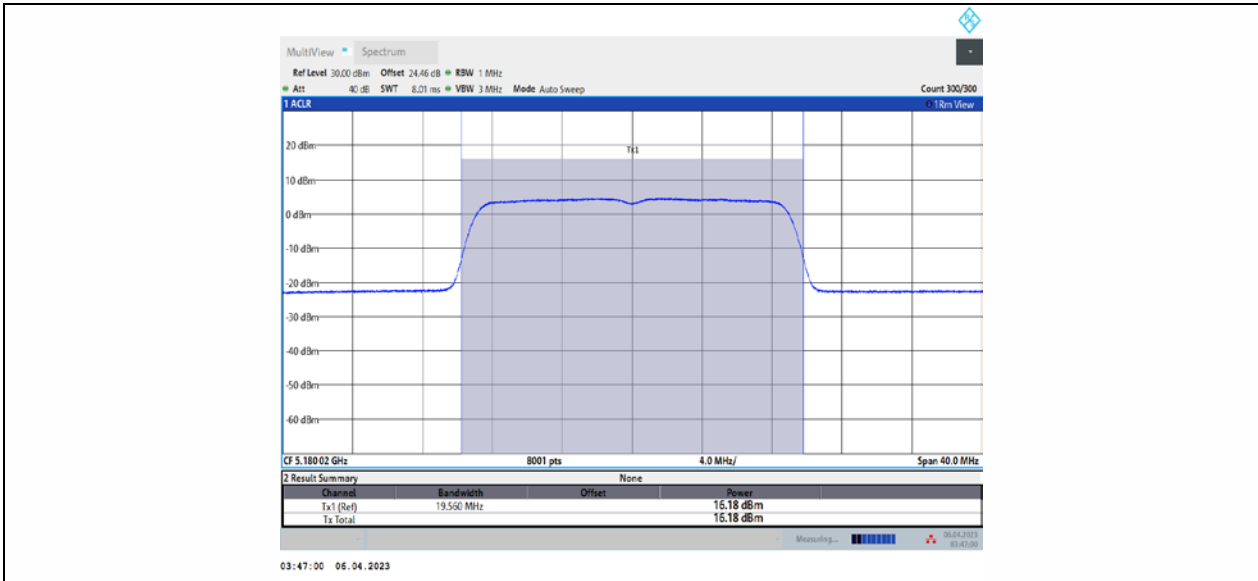 MultiView Spectrum
Ref Level 30.00 dBm Offset 24.46 dB RBW 1 MHz
Att 40 dB SWT 8.01 ms VBW 3 MHz Mode Auto Sweep Count 300/300
1 ACLR 1Rm View
20 dBm
Tx1
10 dBm
0 dBm
-10 dBm
-20 dBm
-30 dBm
-40 dBm
-50 dBm
-60 dBm
CF 5.180 02 GHz 8001 pts 4.0 MHz/ Span 40.0 MHz
2 Result Summary None
Channel Bandwidth Offset Power
Tx1 (Ref) 19.560 MHz 16.18 dBm
Tx Total 16.18 dBm
Measuring... 06.04.2023
03:47:00
03:47:00 06.04.2023